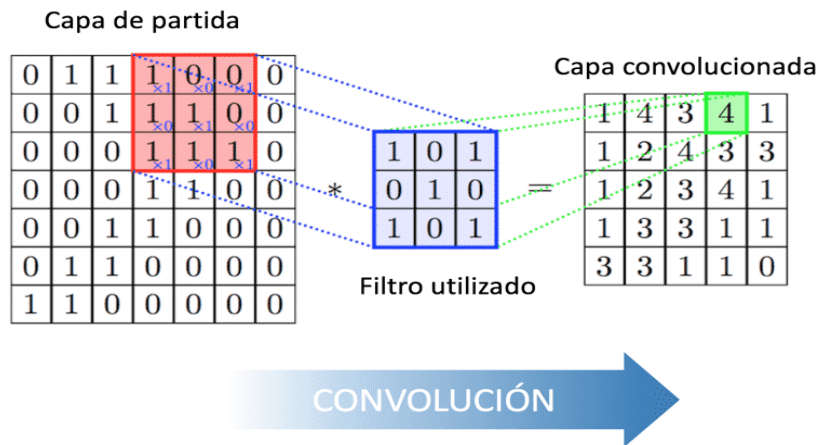 Capa de partida
Capa convolucionada
0 1 1 1 0 0 0
×1 ×0 ×1
0 0 1 1 1 0 0
×0 ×1 ×0
0 0 0 1 1 1 0
×1 ×0 ×1
0 0 0 1 1 0 0
0 0 1 1 0 0 0
0 1 1 0 0 0 0
1 1 0 0 0 0 0
*
1 0 1
0 1 0
1 0 1
Filtro utilizado
=
1 4 3 4 1
1 2 4 3 3
1 2 3 4 1
1 3 3 1 1
3 3 1 1 0
CONVOLUCIÓN